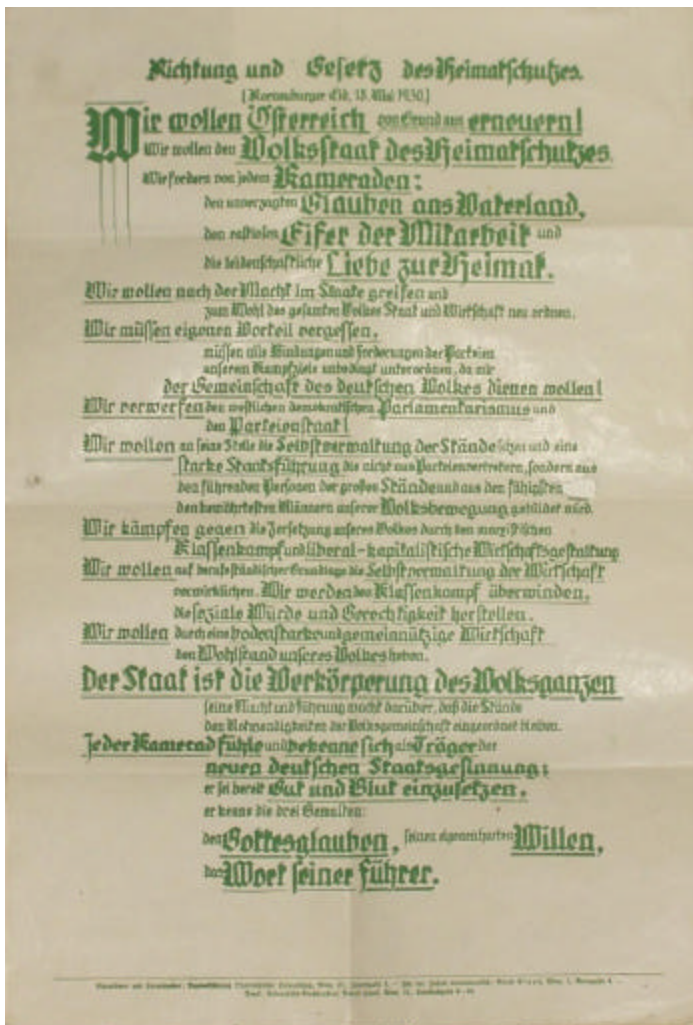 Richtung und Gesetz des Heimatschutzes.
(Korneuburger Eid, 18. Mai 1930.)
Wir wollen Österreich von Grund aus erneuern!
Wir wollen den Volksstaat des Heimatschutzes.
Wir fordern von jedem Kameraden:
den unverzagten Glauben ans Vaterland,
den rastlosen Eifer der Mitarbeit und
die leidenschaftliche Liebe zur Heimat.
Wir wollen nach der Macht im Staate greifen und
zum Wohl des gesamten Volkes Staat und Wirtschaft neu ordnen.
Wir müssen eigenen Vorteil vergessen,
müssen alle Bindungen und Forderungen der Parteien
unserem Kampfziele unbedingt unterordnen, da wir
der Gemeinschaft des deutschen Volkes dienen wollen!
Wir verwerfen den westlichen demokratischen Parlamentarismus und
den Parteienstaat!
Wir wollen an seine Stelle die Selbstverwaltung der Stände setzen und eine
starke Staatsführung die nicht aus Parteienvertretern, sondern aus
den führenden Personen der großen Stände und aus den fähigsten
den bewährtesten Männern unserer Volksbewegung gebildet wird.
Wir kämpfen gegen die Zersetzung unseres Volkes durch den marxistischen
Klassenkampf und liberal-kapitalistische Wirtschaftsgestaltung
Wir wollen auf berufsständischer Grundlage die Selbstverwaltung der Wirtschaft
verwirklichen. Wir werden den Klassenkampf überwinden,
die soziale Würde und Gerechtigkeit herstellen.
Wir wollen durch eine bodenstarke und gemeinnützige Wirtschaft
den Wohlstand unseres Volkes heben.
Der Staat ist die Verkörperung des Volksganzen
seine Macht und Führung wacht darüber, daß die Stände
den Notwendigkeiten der Volksgemeinschaft eingeordnet bleiben.
Jeder Kamerad fühle und bekenne sich als Träger der
neuen deutschen Staatsgesinnung;
er sei bereit Gut und Blut einzusetzen,
er kenne die drei Gewalten:
den Gottesglauben, seinen eigenen harten Willen,
das Wort seiner Führer.